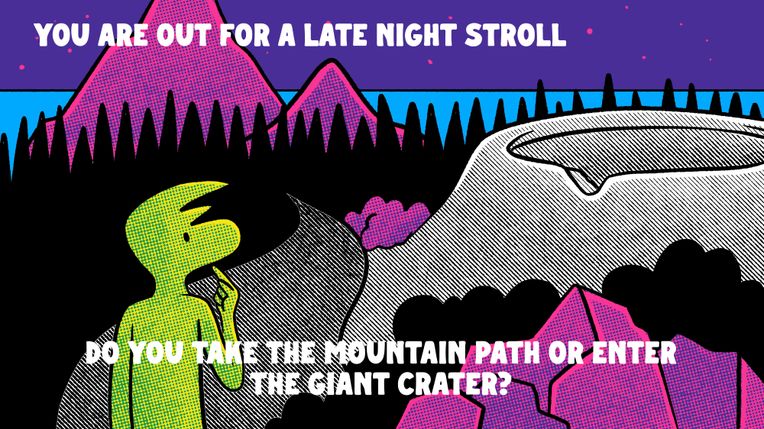 YOU ARE OUT FOR A LATE NIGHT STROLL
DO YOU TAKE THE MOUNTAIN PATH OR ENTER
THE GIANT CRATER?